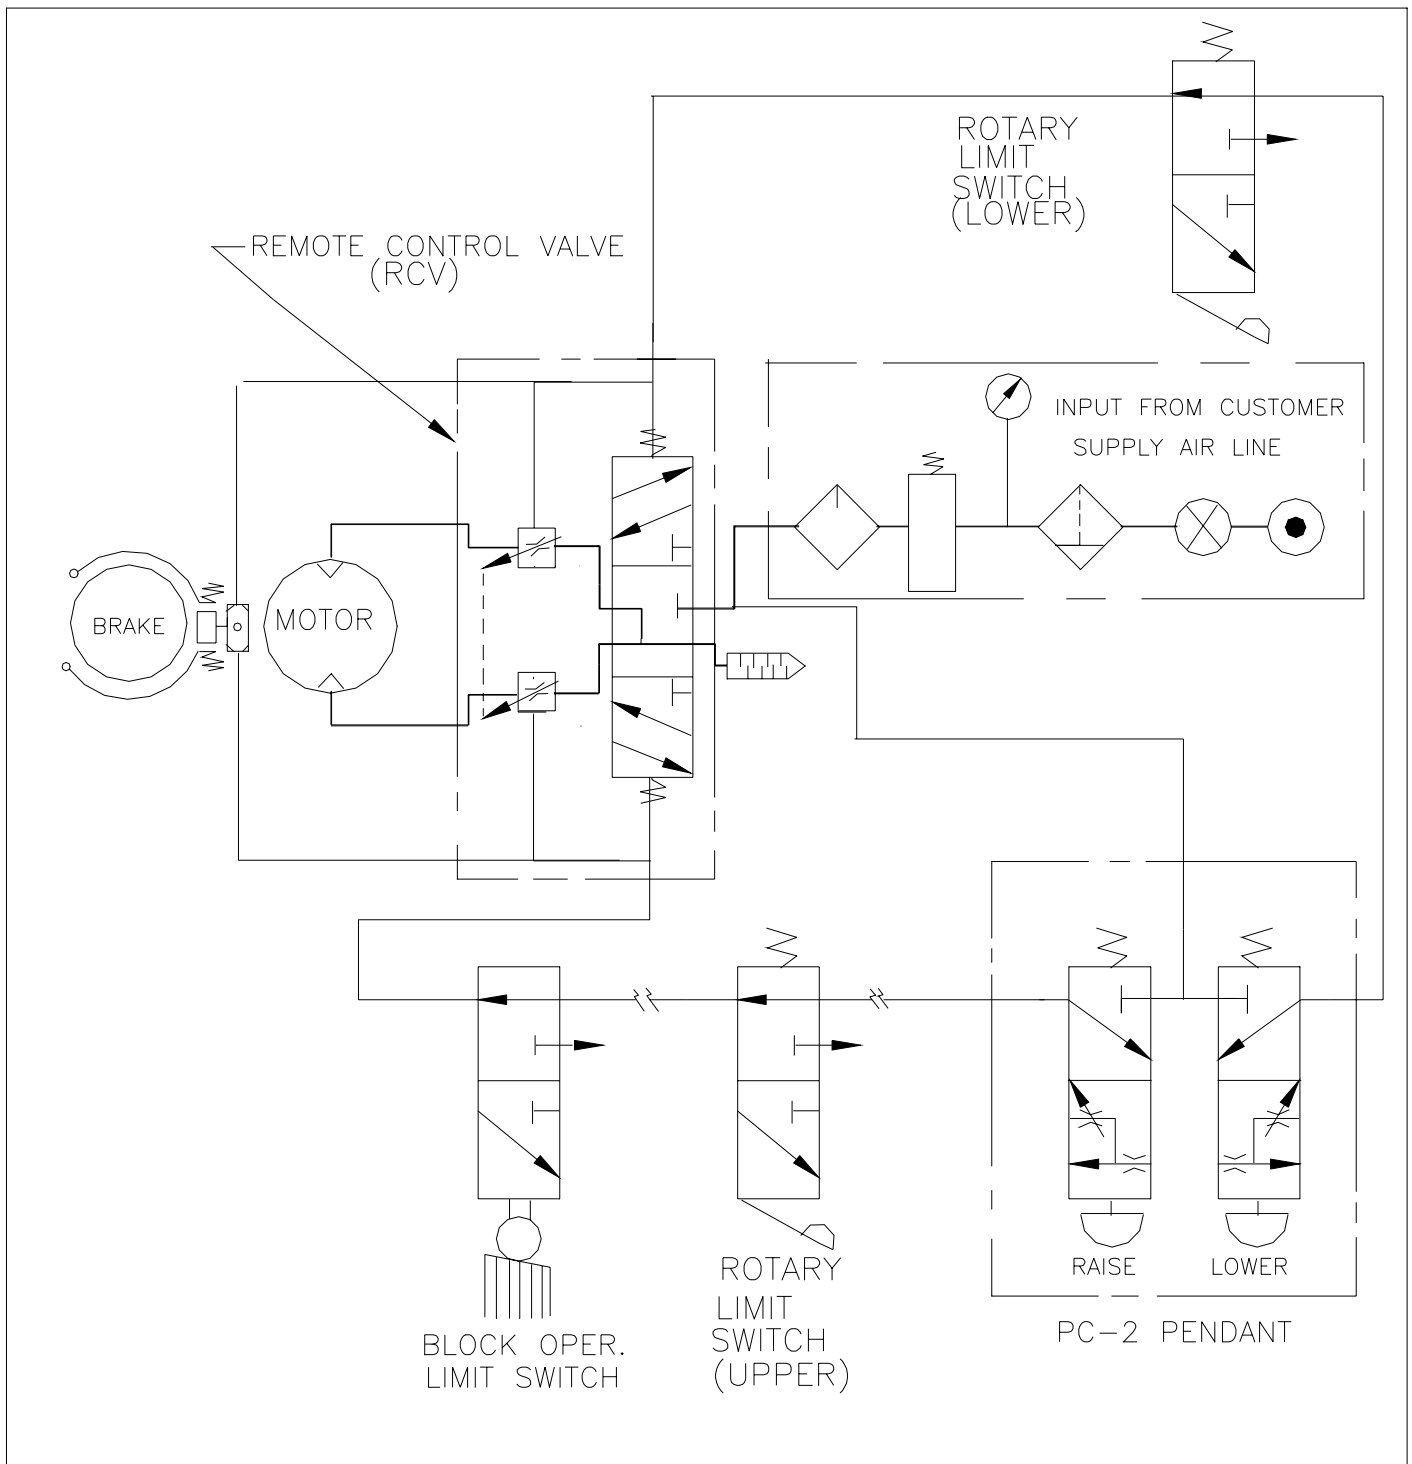 ROTARY
LIMIT
SWITCH
(LOWER)
REMOTE CONTROL VALVE
(RCV)
INPUT FROM CUSTOMER
SUPPLY AIR LINE
BRAKE
MOTOR
RAISE
LOWER
PC-2 PENDANT
ROTARY
LIMIT
SWITCH
(UPPER)
BLOCK OPER.
LIMIT SWITCH